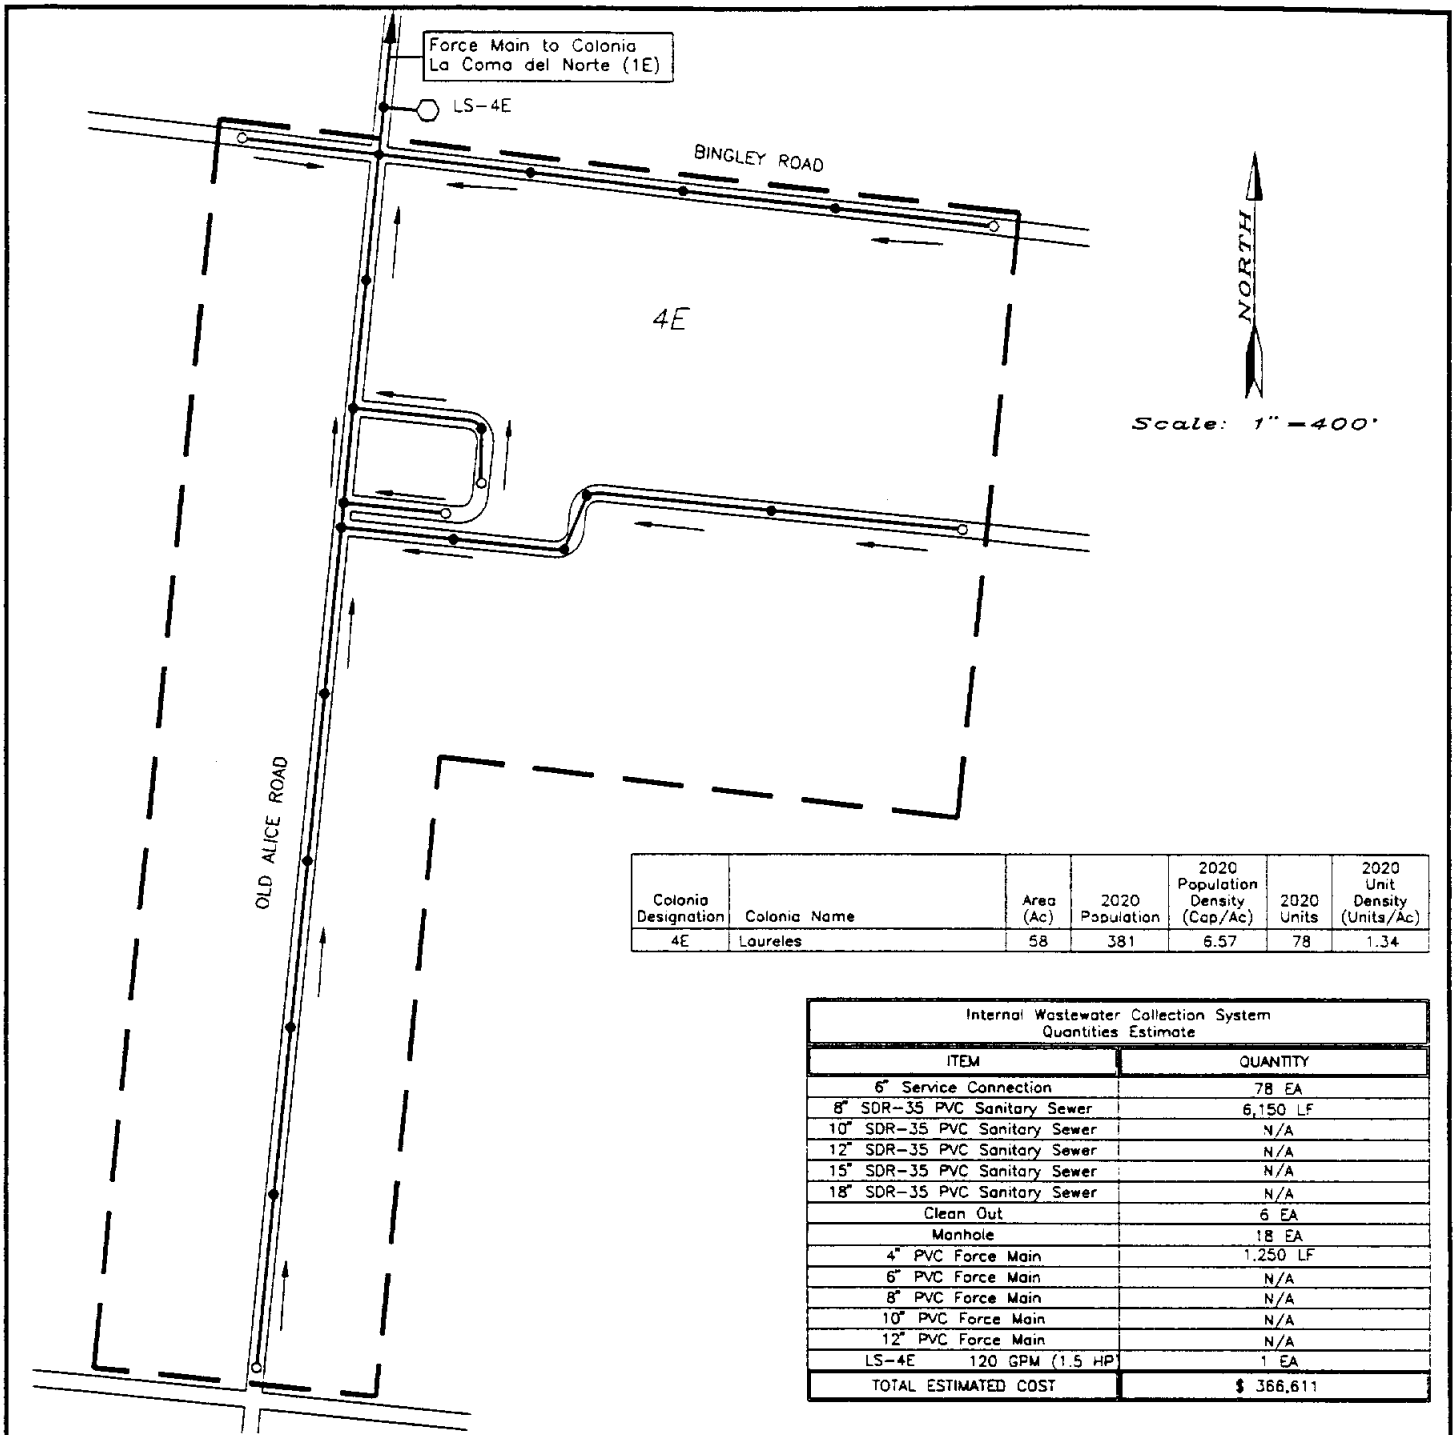 Force Main to Colonia
La Coma del Norte (1E)
LS-4E
BINGLEY ROAD
NORTH
4E
Scale: 1"=400'
OLD ALICE ROAD
Colonia Designation Colonia Name Area (Ac) 2020 Population 2020 Population Density (Cap/Ac) 2020 Units 2020 Unit Density (Units/Ac)
4E Laureles 58 381 6.57 78 1.34
Internal Wastewater Collection System
Quantities Estimate
ITEM QUANTITY
6" Service Connection 78 EA
8" SDR-35 PVC Sanitary Sewer 6,150 LF
10" SDR-35 PVC Sanitary Sewer N/A
12" SDR-35 PVC Sanitary Sewer N/A
15" SDR-35 PVC Sanitary Sewer N/A
18" SDR-35 PVC Sanitary Sewer N/A
Clean Out 6 EA
Manhole 18 EA
4" PVC Force Main 1,250 LF
6" PVC Force Main N/A
8" PVC Force Main N/A
10" PVC Force Main N/A
12" PVC Force Main N/A
LS-4E 120 GPM (1.5 HP) 1 EA
TOTAL ESTIMATED COST $ 366,611